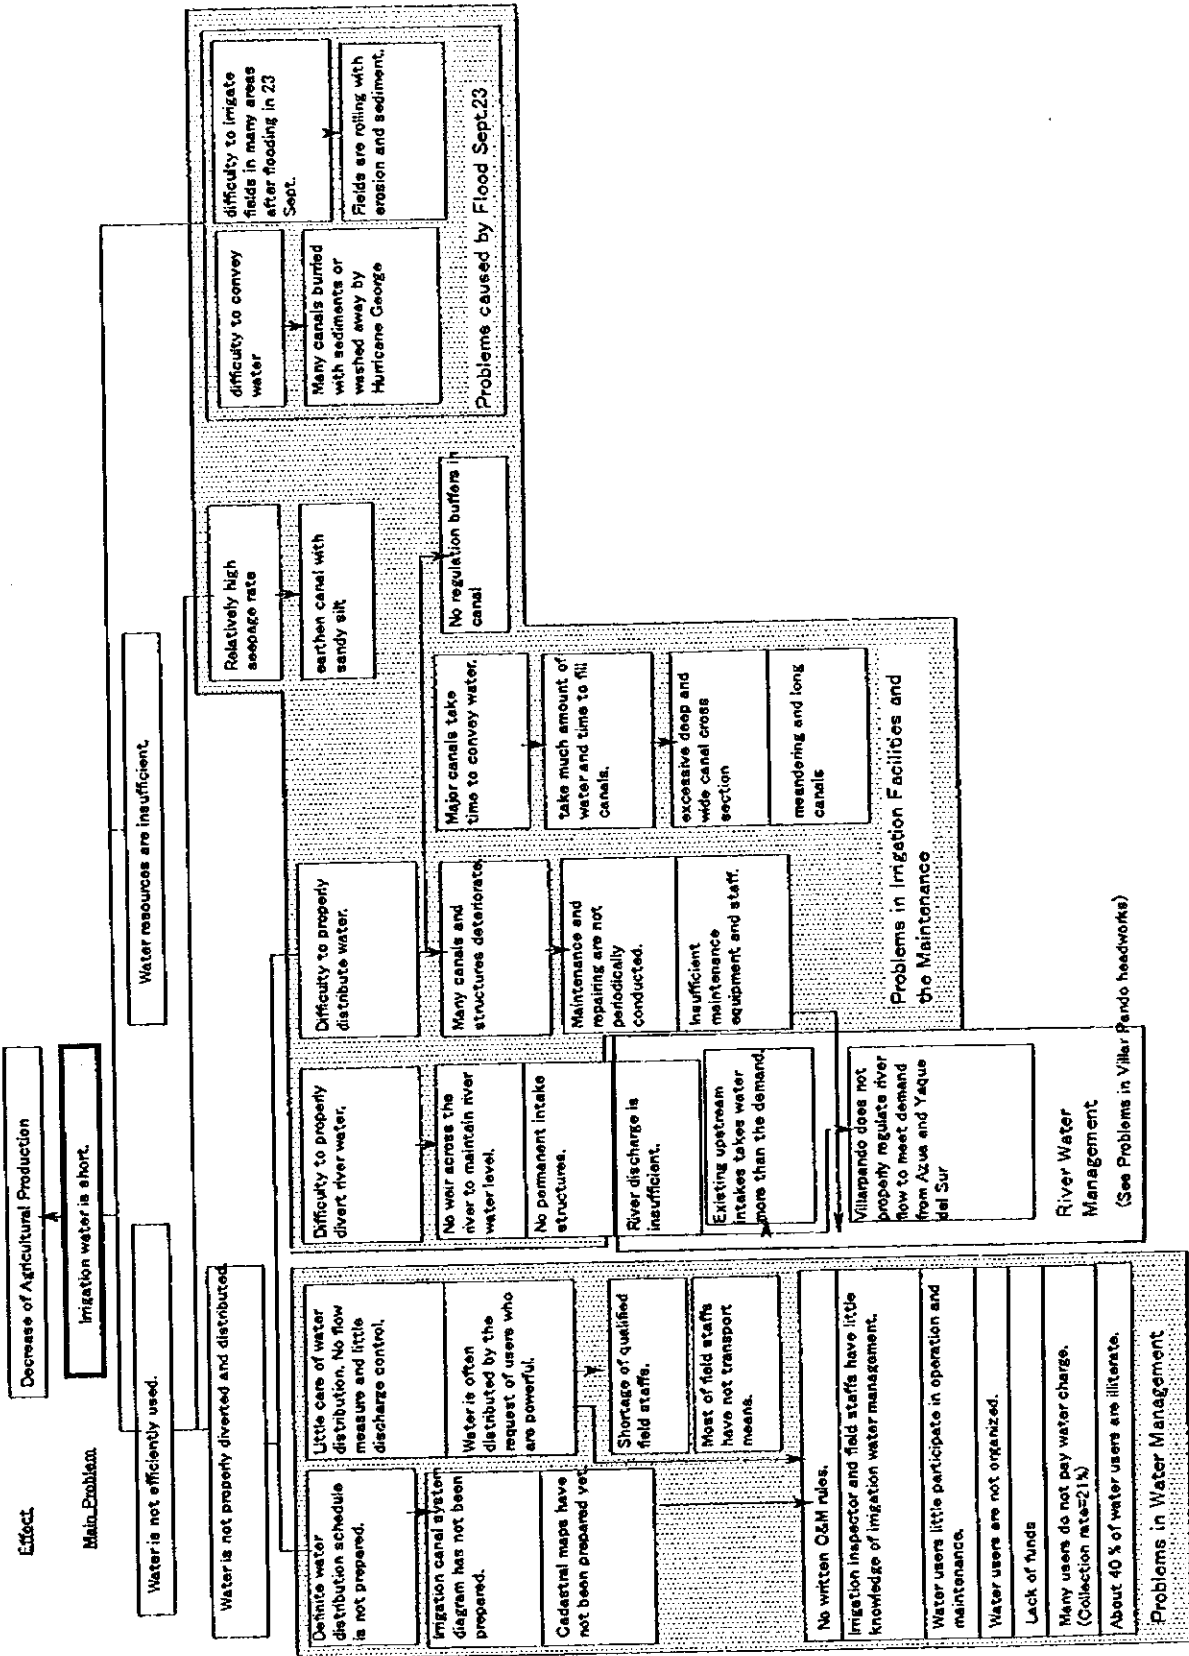 Effect
Decrease of Agricultural Production
Main Problem
Irrigation water is short.
Water is not efficiently used.
Water resources are insufficient.
Water is not properly diverted and distributed.
Relatively high
seepage rate
earthen canal with
sandy silt
difficulty to convey
water
Many canals burried
with sediments or
washed away by
Hurricane George
difficulty to irrigate
fields in many areas
after flooding in 23
Sept.
Fields are rolling with
erosion and sediment.
Probleme caused by Flood Sept.23
Definite water
distribution schedule
is not prepared.
Irrigation canal system
diagram has not been
prepared.
Cadastral maps have
not been prepared yet.
Little care of water
distribution. No flow
measure and little
discharge control.
Water is often
distributed by the
request of users who
are powerful.
Shortage of qualified
field staffs.
Most of field staffs
have not transport
means.
No written O&M rules.
Irrigation inspector and field staffs have little
knowledge of irrigation water management.
Water users little participate in operation and
maintenance.
Water users are not organized.
Lack of funds
Many users do not pay water charge.
(Collection rate=21%)
About 40 % of water users are illiterate.
Problems in Water Management
Difficulty to properly
divert river water.
No weir across the
river to maintain river
water level.
No permanent intake
structures.
River discharge is
insufficient.
Existing upstream
intakes takes water
more than the demand.
Villarpando does not
properly regulate river
flow to meet demand
from Azua and Yaque
del Sur
River Water
Management
(See Problems in Villar Pando headworks)
Difficulty to properly
distribute water.
Many canals and
structures deteriorate.
Maintenance and
repairing are not
periodically
conducted.
Insufficient
maintenance
equipment and staff.
Major canals take
time to convey water.
take much amount of
water and time to fill
canals.
excessive deep and
wide canal cross
section
meandering and long
canals
No regulation buffers in
canal
Problems in Irrigation Facilities and
the Maintenance